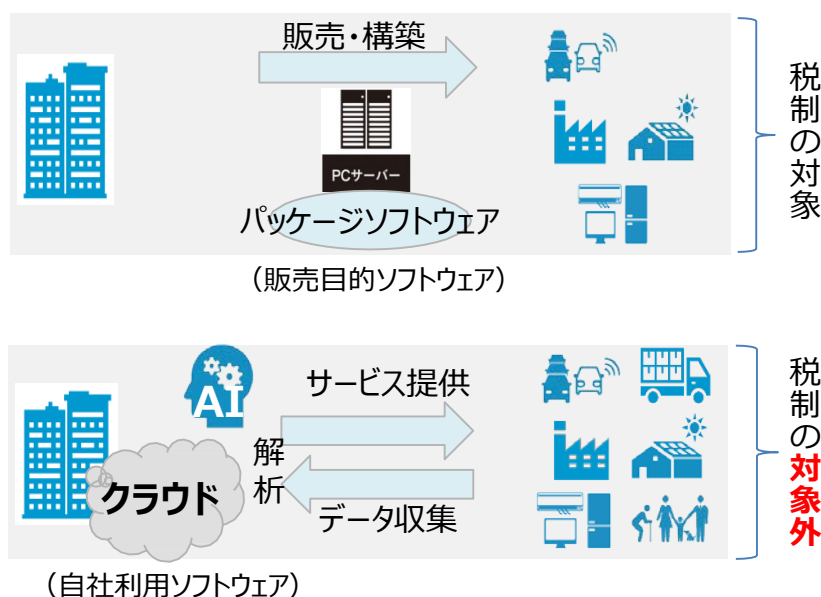 販売・構築
PCサーバー
パッケージソフトウェア
（販売目的ソフトウェア）
税制の対象
AI
クラウド
解析
サービス提供
データ収集
税制の対象外
（自社利用ソフトウェア）